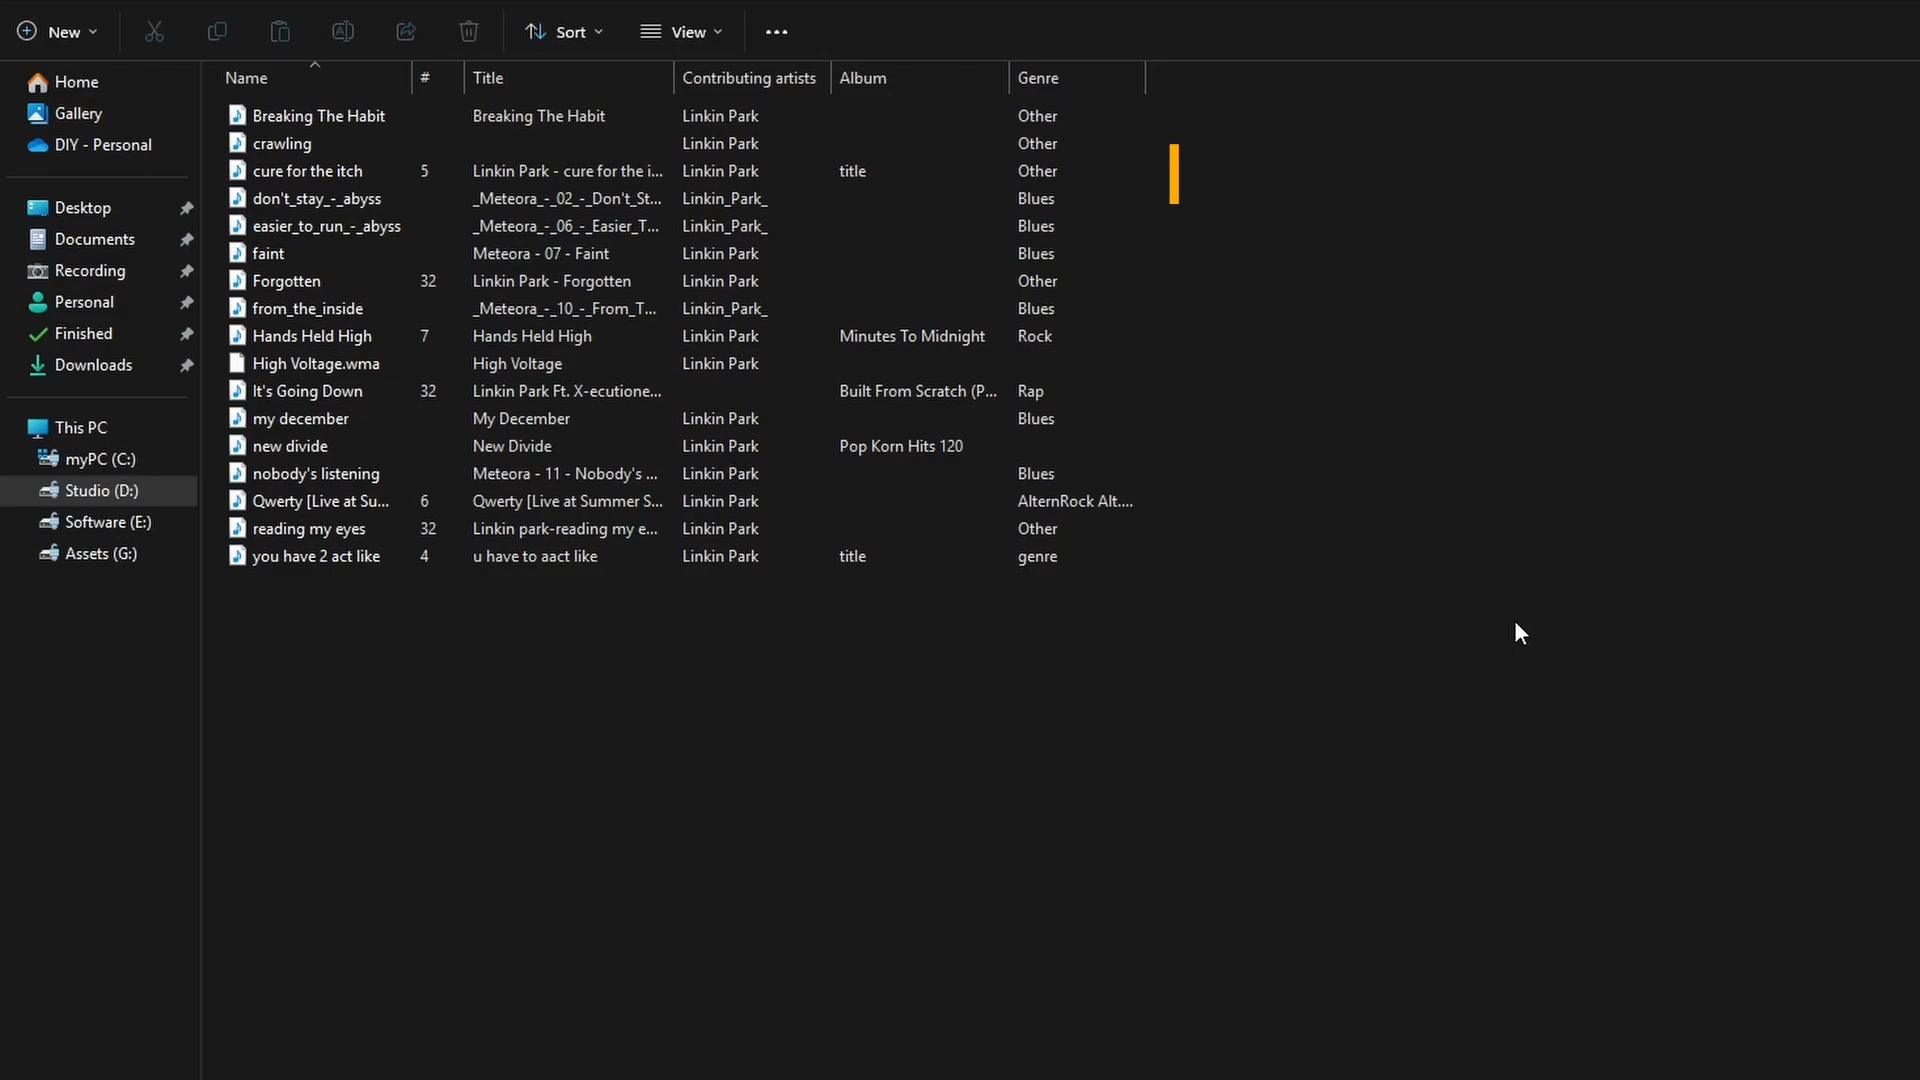 New Sort View
Name # Title Contributing artists Album Genre
Home
Gallery
DIY - Personal
Desktop
Documents
Recording
Personal
Finished
Downloads
This PC
myPC (C:)
Studio (D:)
Software (E:)
Assets (G:)
Breaking The Habit Breaking The Habit Linkin Park Other
crawling Linkin Park Other
cure for the itch 5 Linkin Park - cure for the i... Linkin Park title Other
don't_stay_-_abyss _Meteora_-_02_-_Don't_St... Linkin_Park_ Blues
easier_to_run_-_abyss _Meteora_-_06_-_Easier_T... Linkin_Park_ Blues
faint Meteora - 07 - Faint Linkin Park Blues
Forgotten 32 Linkin Park - Forgotten Linkin Park Other
from_the_inside _Meteora_-_10_-_From_T... Linkin_Park_ Blues
Hands Held High 7 Hands Held High Linkin Park Minutes To Midnight Rock
High Voltage.wma High Voltage Linkin Park
It's Going Down 32 Linkin Park Ft. X-ecutione... Built From Scratch (P... Rap
my december My December Linkin Park Blues
new divide New Divide Linkin Park Pop Korn Hits 120
nobody's listening Meteora - 11 - Nobody's ... Linkin Park Blues
Qwerty [Live at Su... 6 Qwerty [Live at Summer S... Linkin Park AlternRock Alt....
reading my eyes 32 Linkin park-reading my e... Linkin Park Other
you have 2 act like 4 u have to aact like Linkin Park title genre